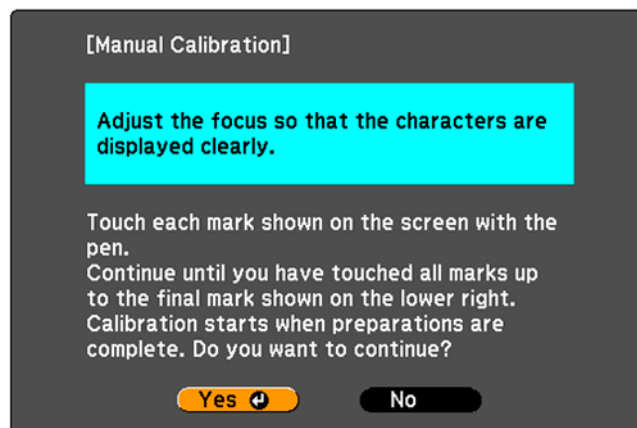 [Manual Calibration]
Adjust the focus so that the characters are
displayed clearly.
Touch each mark shown on the screen with the
pen.
Continue until you have touched all marks up
to the final mark shown on the lower right.
Calibration starts when preparations are
complete. Do you want to continue?
Yes No